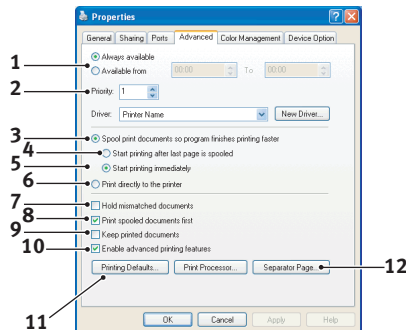 Properties
General Sharing Ports Advanced Color Management Device Option
1 Always available
Available from 00:00 To 00:00
2 Priority: 1
Driver: Printer Name New Driver...
3 Spool print documents so program finishes printing faster
4 Start printing after last page is spooled
5 Start printing immediately
6 Print directly to the printer
7 Hold mismatched documents
8 Print spooled documents first
9 Keep printed documents
10 Enable advanced printing features
Printing Defaults... Print Processor... Separator Page... 12
11
OK Cancel Apply Help